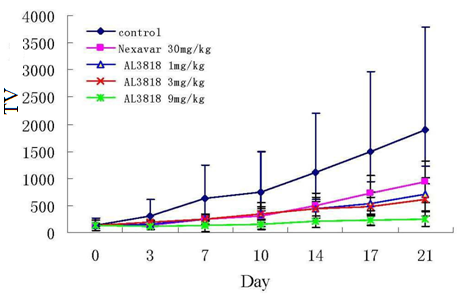 4000
3500
3000
2500
2000
1500
1000
500
0
TV
control
Nexavar 30mg/kg
AL3818 1mg/kg
AL3818 3mg/kg
AL3818 9mg/kg
0 3 7 10 14 17 21
Day